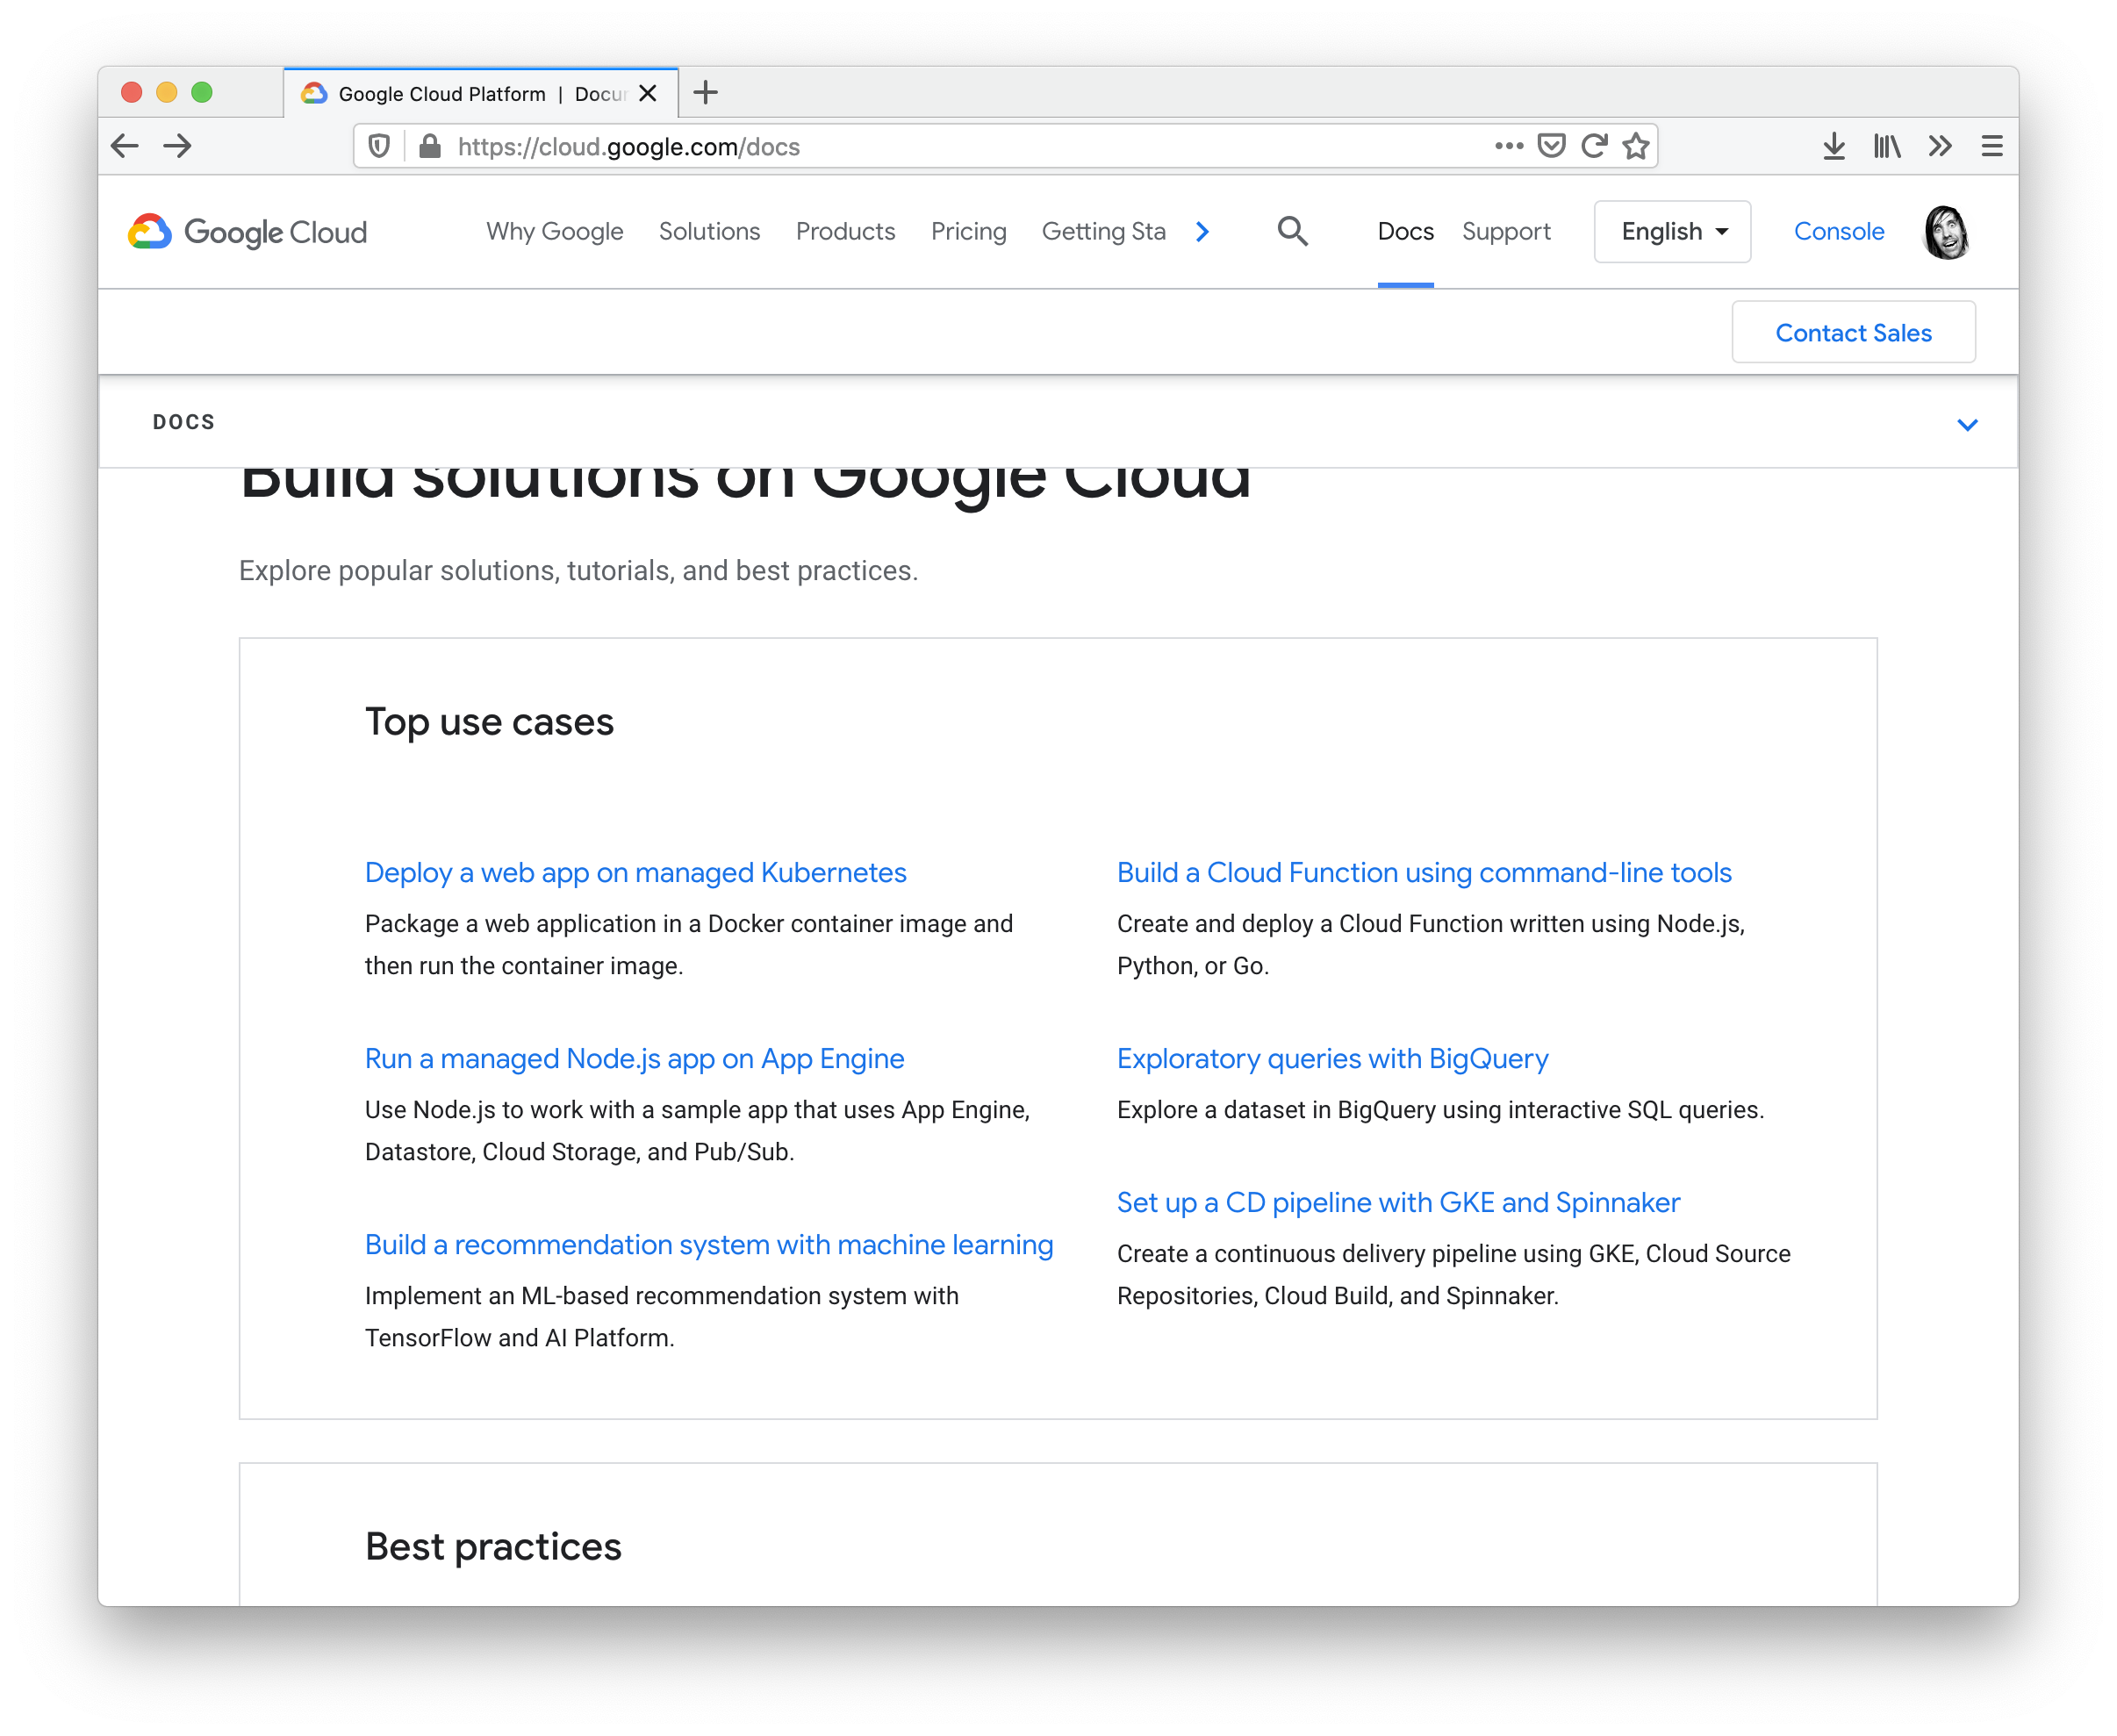 Google Cloud Platform | Docu
https://cloud.google.com/docs
Google Cloud
Why Google Solutions Products Pricing Getting Sta Docs Support English Console
Contact Sales
DOCS
Build solutions on Google Cloud
Explore popular solutions, tutorials, and best practices.
Top use cases
Deploy a web app on managed Kubernetes
Package a web application in a Docker container image and
then run the container image.
Run a managed Node.js app on App Engine
Use Node.js to work with a sample app that uses App Engine,
Datastore, Cloud Storage, and Pub/Sub.
Build a recommendation system with machine learning
Implement an ML-based recommendation system with
TensorFlow and AI Platform.
Build a Cloud Function using command-line tools
Create and deploy a Cloud Function written using Node.js,
Python, or Go.
Exploratory queries with BigQuery
Explore a dataset in BigQuery using interactive SQL queries.
Set up a CD pipeline with GKE and Spinnaker
Create a continuous delivery pipeline using GKE, Cloud Source
Repositories, Cloud Build, and Spinnaker.
Best practices